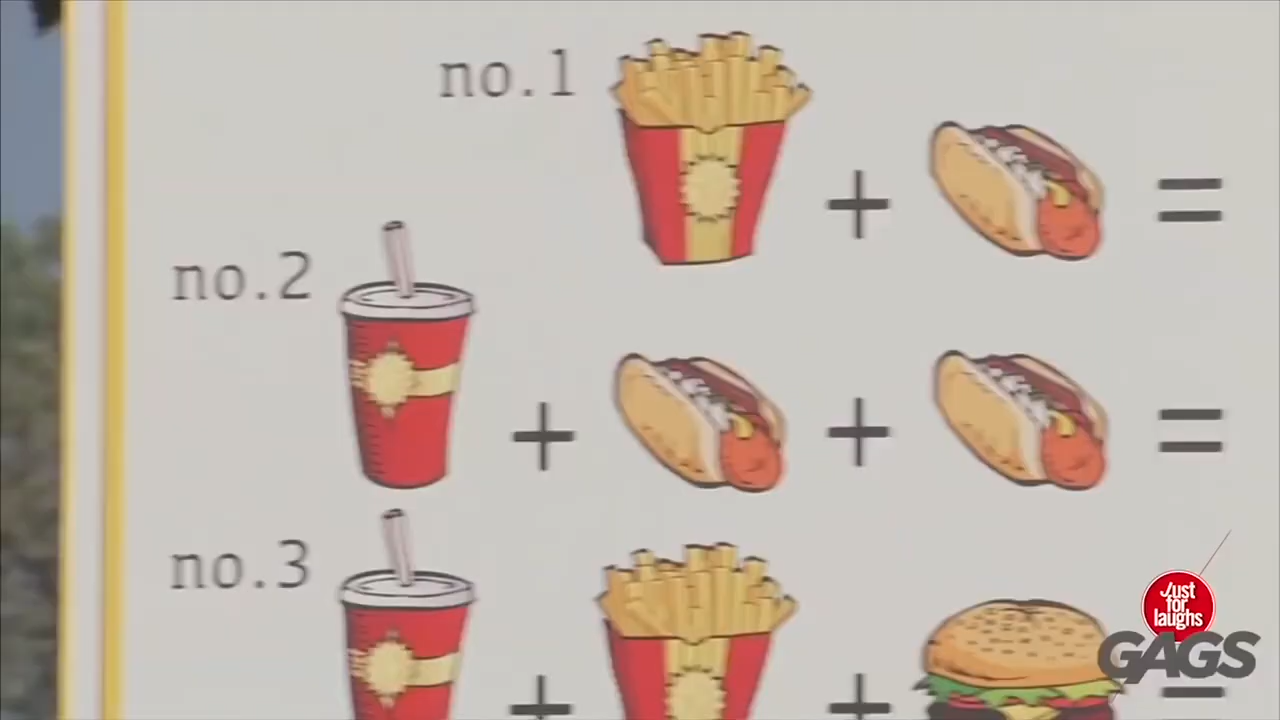 no.1
+ =
no.2
+ + =
no.3
+ + =
Just
for
laughs
GAGS